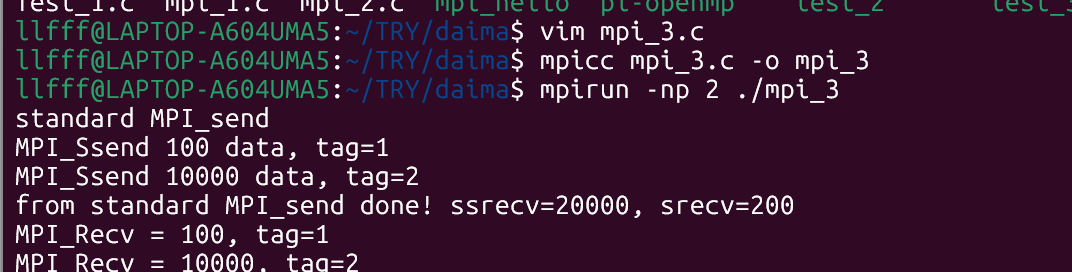 test_1.c  mpi_1.c  mpi_2.c  mpi_hello  pi-openmp    test_2      test_3
llfff@LAPTOP-A604UMA5:~/TRY/daima$ vim mpi_3.c
llfff@LAPTOP-A604UMA5:~/TRY/daima$ mpicc mpi_3.c -o mpi_3
llfff@LAPTOP-A604UMA5:~/TRY/daima$ mpirun -np 2 ./mpi_3
standard MPI_send
MPI_Ssend 100 data, tag=1
MPI_Ssend 10000 data, tag=2
from standard MPI_send done! ssrecv=20000, srecv=200
MPI_Recv = 100, tag=1
MPI_Recv = 10000, tag=2